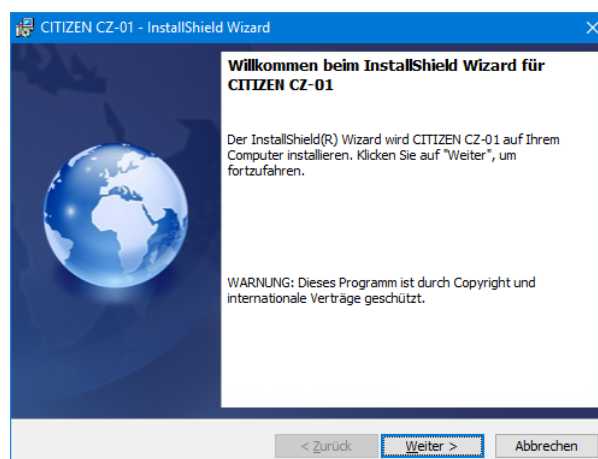 CITIZEN CZ-01 - InstallShield Wizard
Willkommen beim InstallShield Wizard für
CITIZEN CZ-01
Der InstallShield(R) Wizard wird CITIZEN CZ-01 auf Ihrem
Computer installieren. Klicken Sie auf "Weiter", um
fortzufahren.
WARNUNG: Dieses Programm ist durch Copyright und
internationale Verträge geschützt.
< Zurück Weiter > Abbrechen